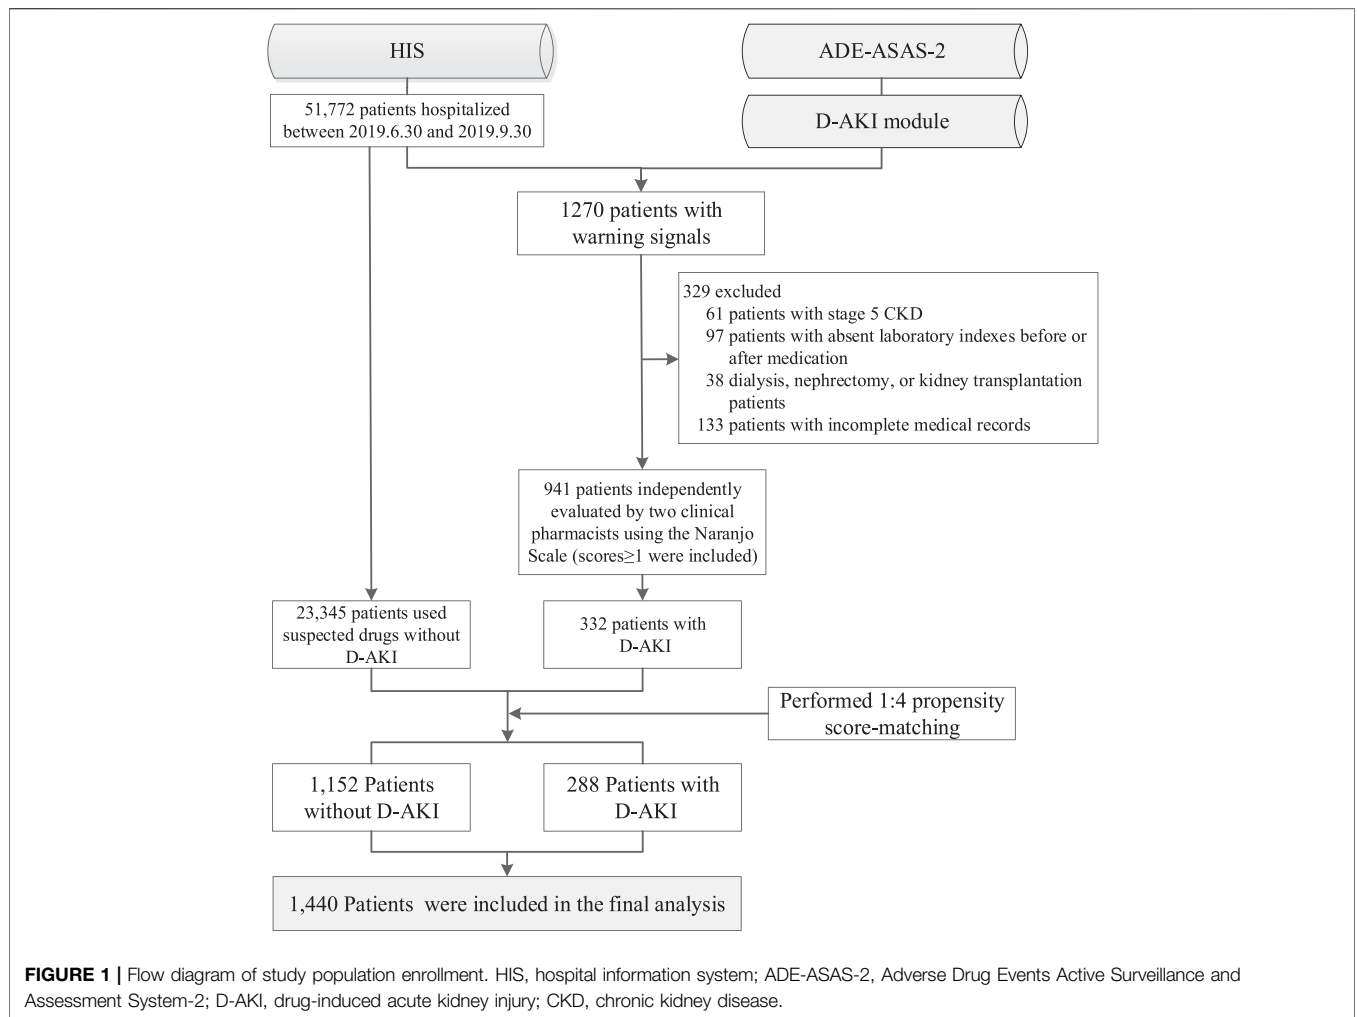 HIS
ADE-ASAS-2
51,772 patients hospitalized
between 2019.6.30 and 2019.9.30
D-AKI module
1270 patients with
warning signals
329 excluded
61 patients with stage 5 CKD
97 patients with absent laboratory indexes before or
after medication
38 dialysis, nephrectomy, or kidney transplantation
patients
133 patients with incomplete medical records
941 patients independently
evaluated by two clinical
pharmacists using the Naranjo
Scale (scores≥1 were included)
23,345 patients used
suspected drugs without
D-AKI
332 patients with
D-AKI
Performed 1:4 propensity
score-matching
1,152 Patients
without D-AKI
288 Patients with
D-AKI
1,440 Patients were included in the final analysis
FIGURE 1 | Flow diagram of study population enrollment. HIS, hospital information system; ADE-ASAS-2, Adverse Drug Events Active Surveillance and
Assessment System-2; D-AKI, drug-induced acute kidney injury; CKD, chronic kidney disease.